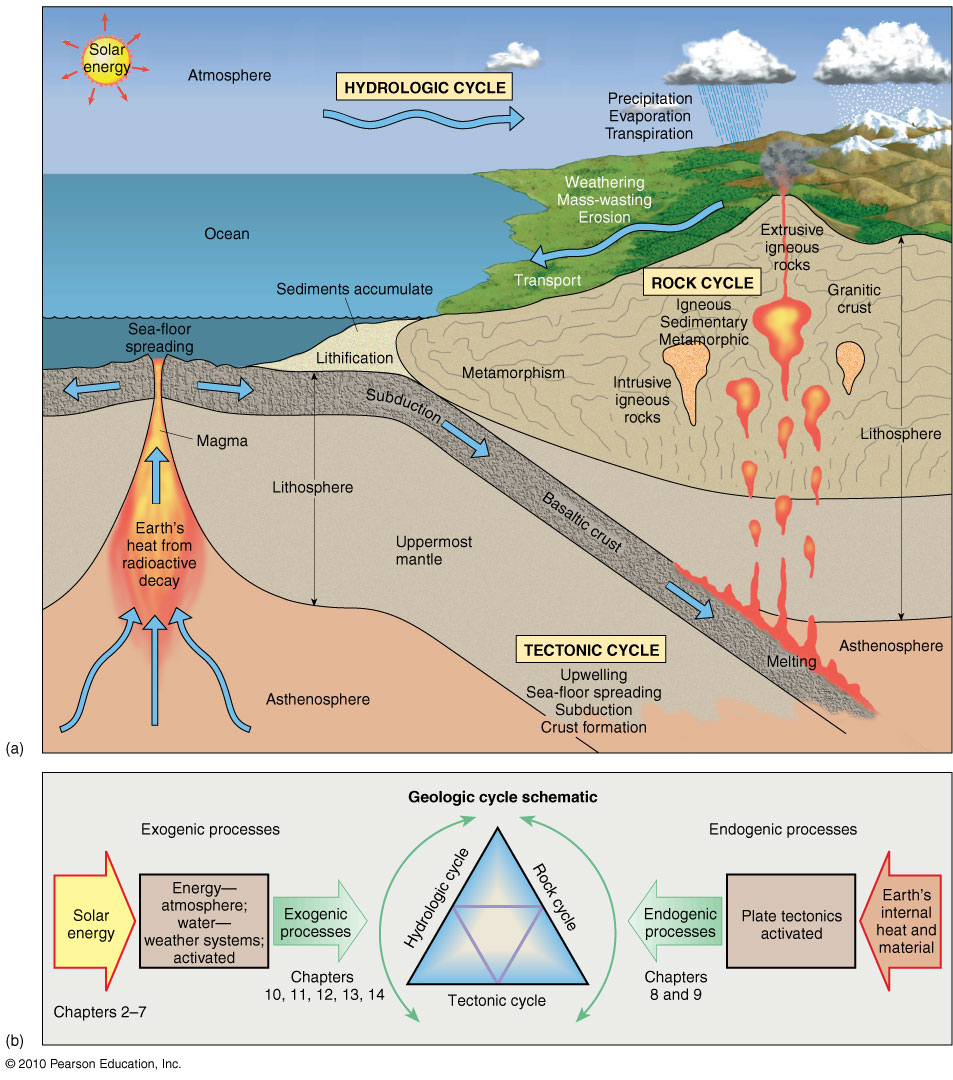 Solar
energy
Atmosphere
HYDROLOGIC CYCLE
Precipitation
Evaporation
Transpiration
Weathering
Mass-wasting
Erosion
Ocean
Extrusive
igneous
rocks
Transport
Sediments accumulate
ROCK CYCLE
Igneous
Sedimentary
Metamorphic
Granitic
crust
Sea-floor
spreading
Lithification
Metamorphism
Intrusive
igneous
rocks
Subduction
Magma
Lithosphere
Lithosphere
Basaltic crust
Earth's
heat from
radioactive
decay
Uppermost
mantle
TECTONIC CYCLE
Upwelling
Sea-floor spreading
Subduction
Crust formation
Melting
Asthenosphere
Asthenosphere
(a)
Geologic cycle schematic
Exogenic processes
Endogenic processes
Solar
energy
Energy—
atmosphere;
water—
weather systems;
activated
Exogenic
processes
Hydrologic cycle
Rock cycle
Tectonic cycle
Endogenic
processes
Plate tectonics
activated
Earth's
internal
heat and
material
Chapters 2–7
Chapters
10, 11, 12, 13, 14
Chapters
8 and 9
(b)
© 2010 Pearson Education, Inc.